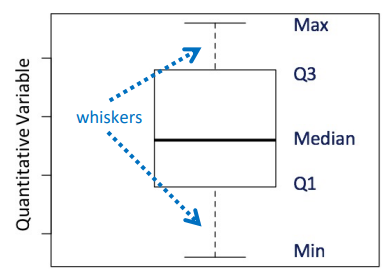 Max
Q3
whiskers
Median
Q1
Min
Quantitative Variable